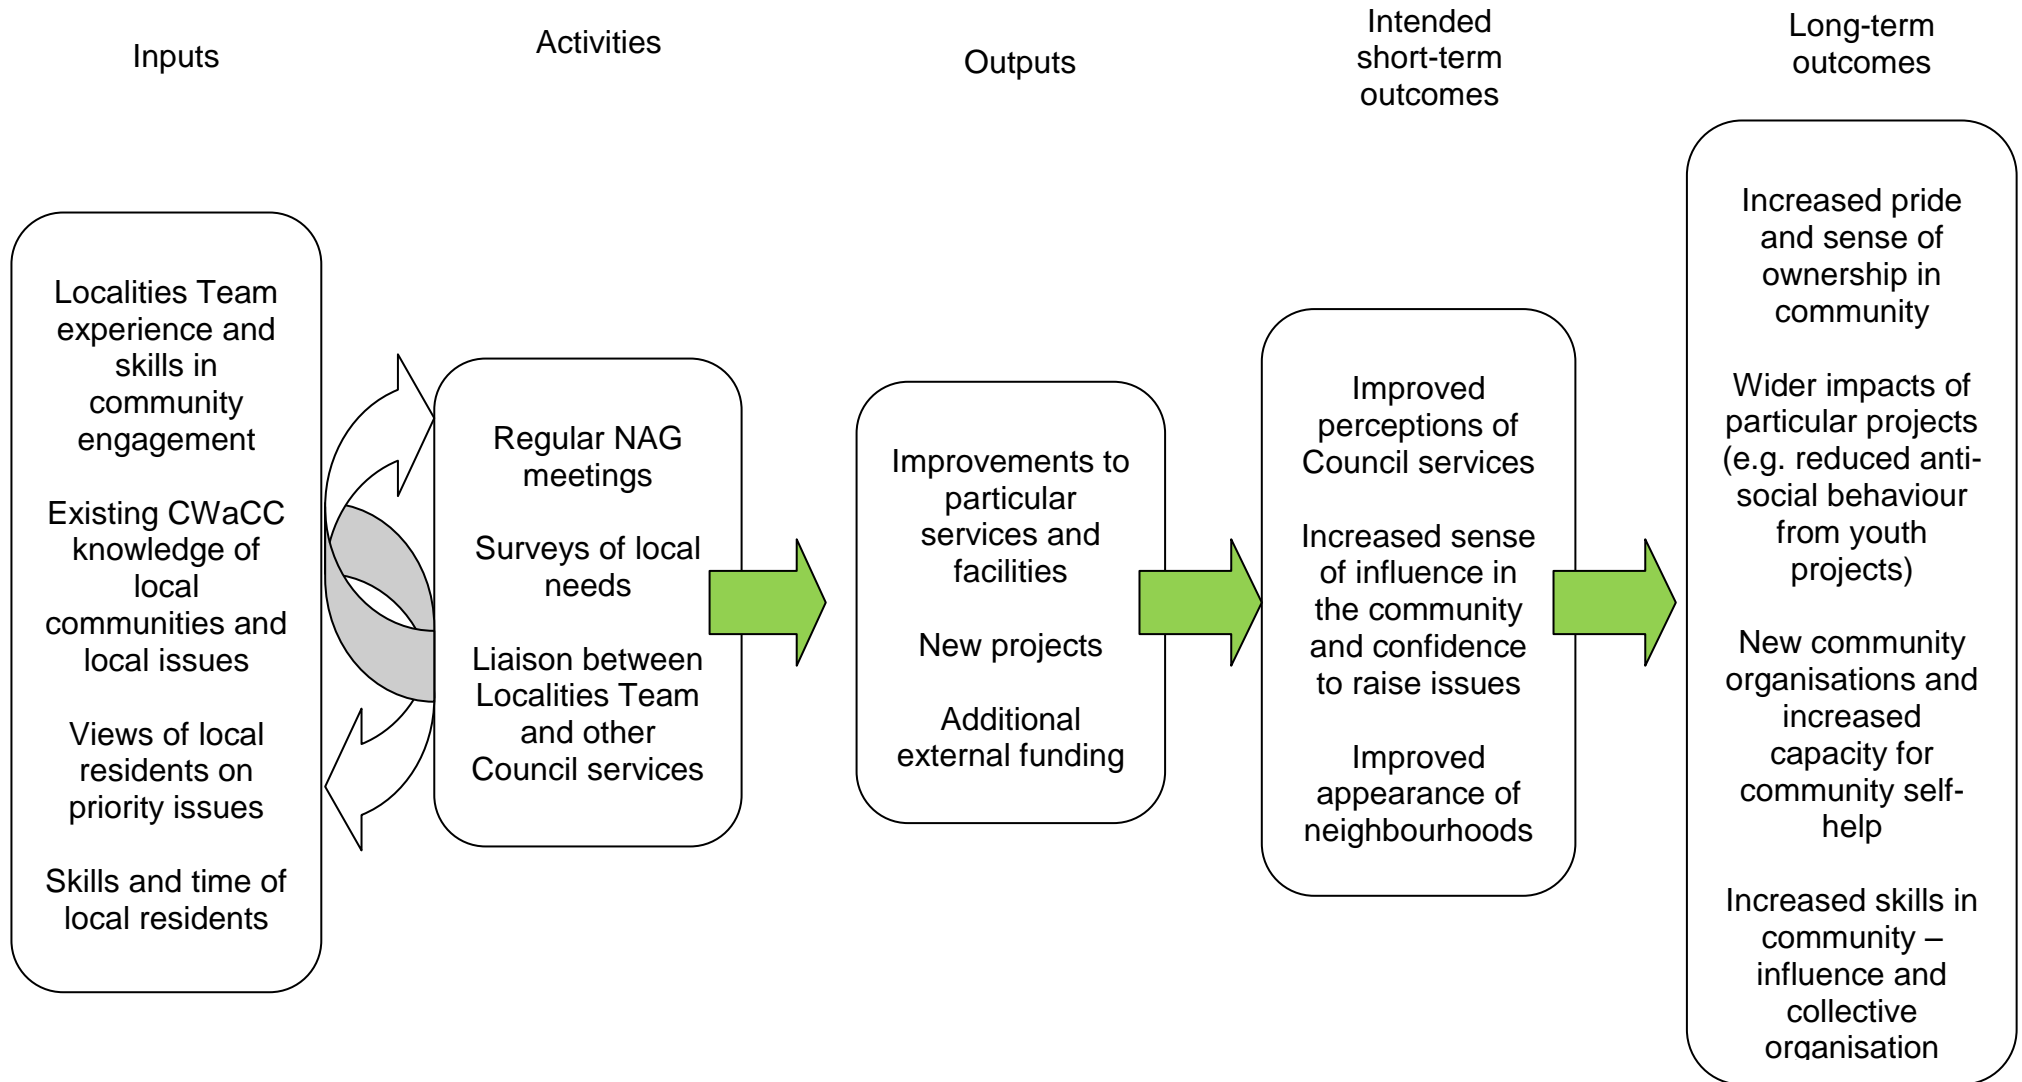 Inputs
Activities
Outputs
Intended
short-term
outcomes
Long-term
outcomes
Localities Team
experience and
skills in
community
engagement
Existing CWaCC
knowledge of
local
communities and
local issues
Views of local
residents on
priority issues
Skills and time of
local residents
Regular NAG
meetings
Surveys of local
needs
Liaison between
Localities Team
and other
Council services
Improvements to
particular
services and
facilities
New projects
Additional
external funding
Improved
perceptions of
Council services
Increased sense
of influence in
the community
and confidence
to raise issues
Improved
appearance of
neighbourhoods
Increased pride
and sense of
ownership in
community
Wider impacts of
particular projects
(e.g. reduced anti-
social behaviour
from youth
projects)
New community
organisations and
increased
capacity for
community self-
help
Increased skills in
community –
influence and
collective
organisation